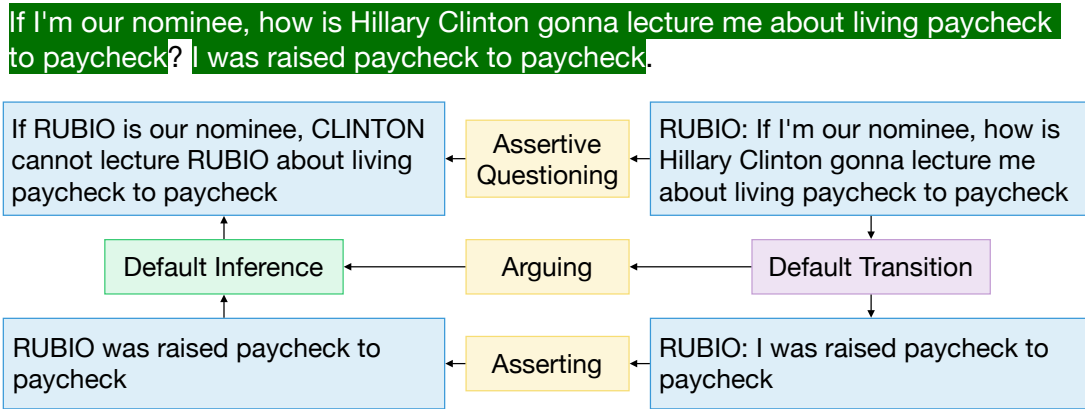 If I'm our nominee, how is Hillary Clinton gonna lecture me about living paycheck
to paycheck? I was raised paycheck to paycheck.
If RUBIO is our nominee, CLINTON
cannot lecture RUBIO about living
paycheck to paycheck
Assertive
Questioning
RUBIO: If I'm our nominee, how is
Hillary Clinton gonna lecture me
about living paycheck to paycheck
Default Inference
Arguing
Default Transition
RUBIO was raised paycheck to
paycheck
Asserting
RUBIO: I was raised paycheck to
paycheck